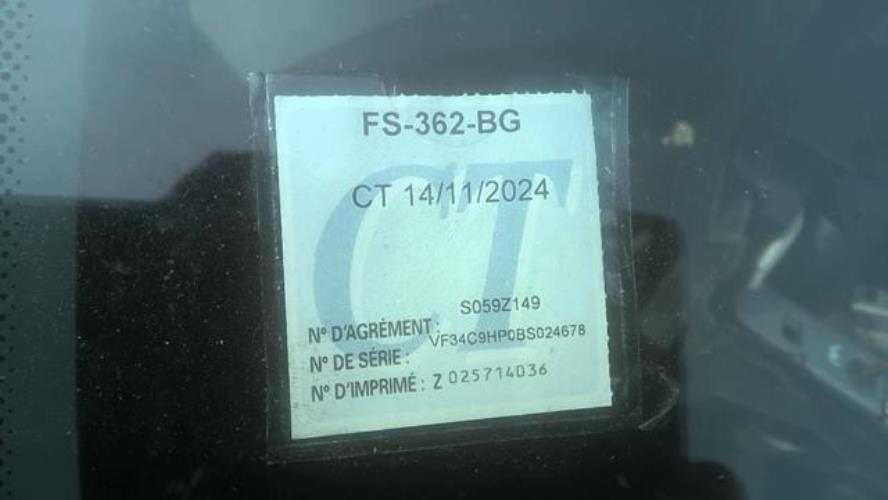 FS-362-BG
CT 14/11/2024
CT
N° D'AGRÉMENT : S059Z149
N° DE SÉRIE : VF34C9HP0BS024678
N° D'IMPRIMÉ : Z 025714036